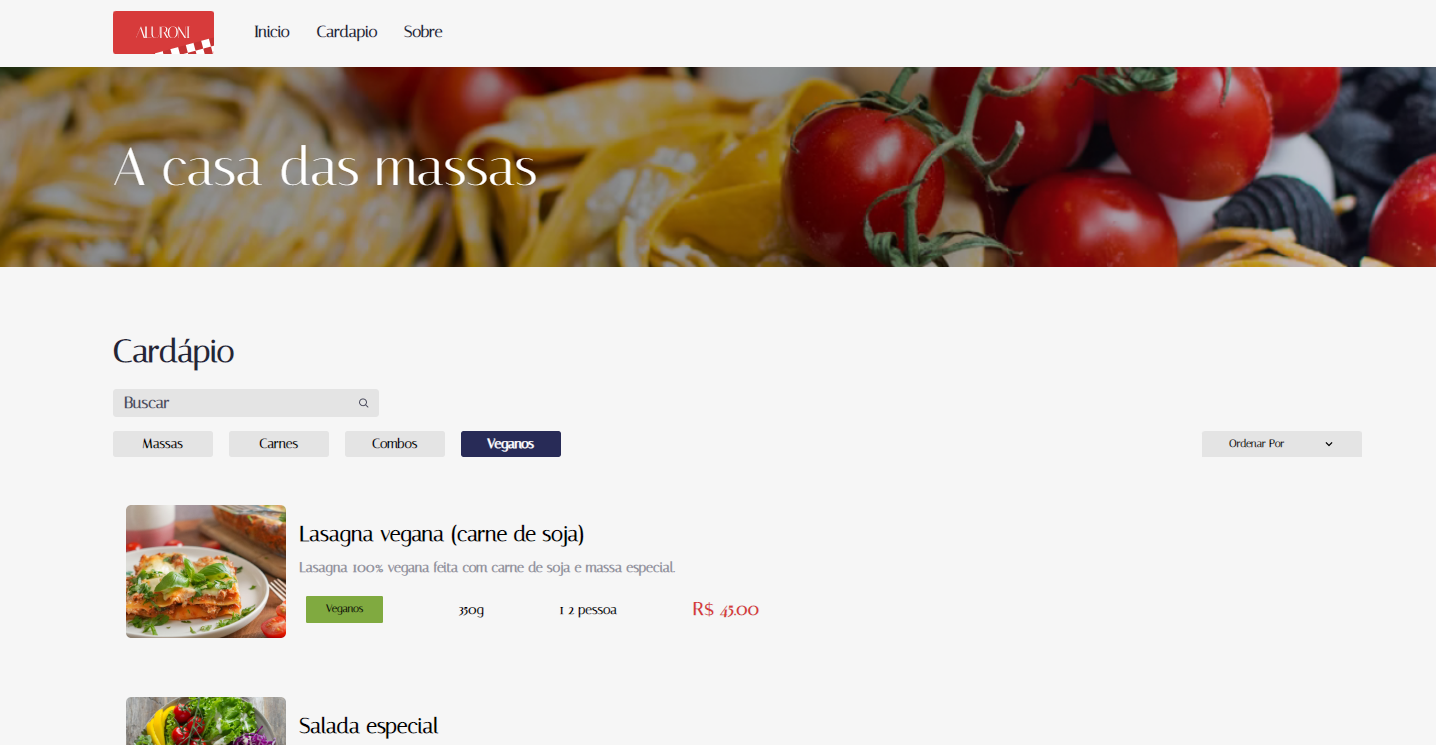 ALURONI
Inicio Cardapio Sobre
A casa das massas
Cardápio
Buscar
Massas Carnes Combos Veganos Ordenar Por
Lasagna vegana (carne de soja)
Lasagna 100% vegana feita com carne de soja e massa especial.
Veganos 350g 1 2 pessoa R$ 45.00
Salada especial